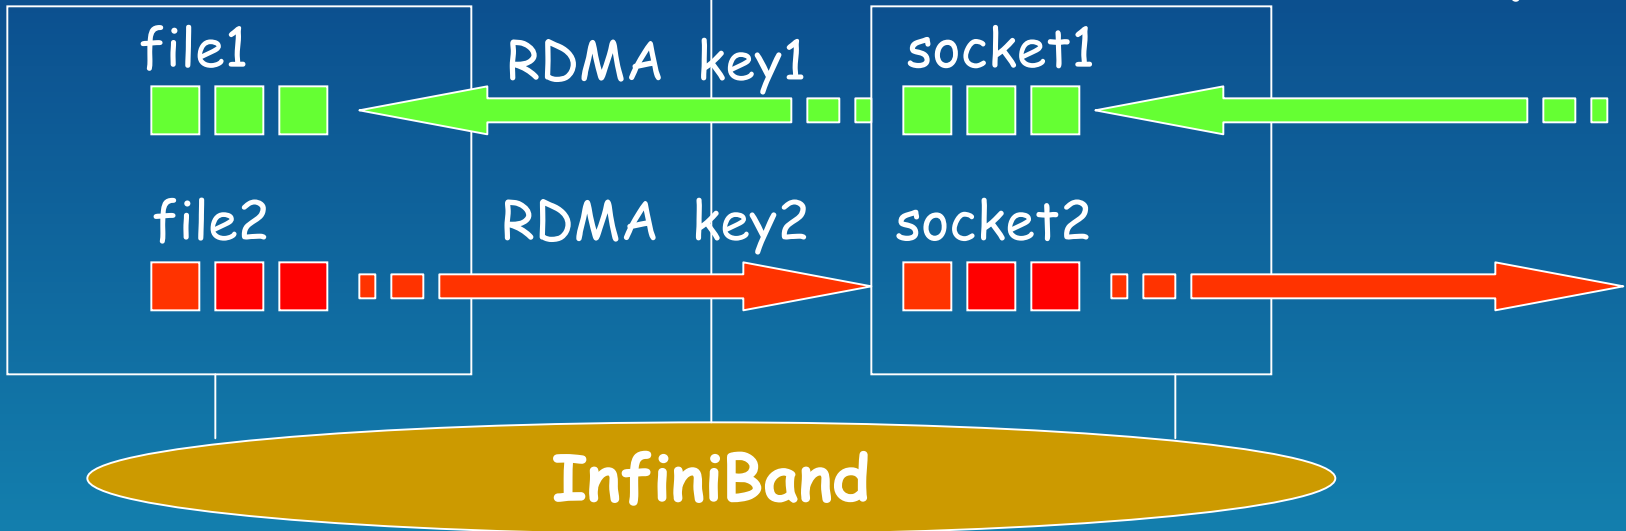 file1
RDMA key1
socket1
file2
RDMA key2
socket2
InfiniBand